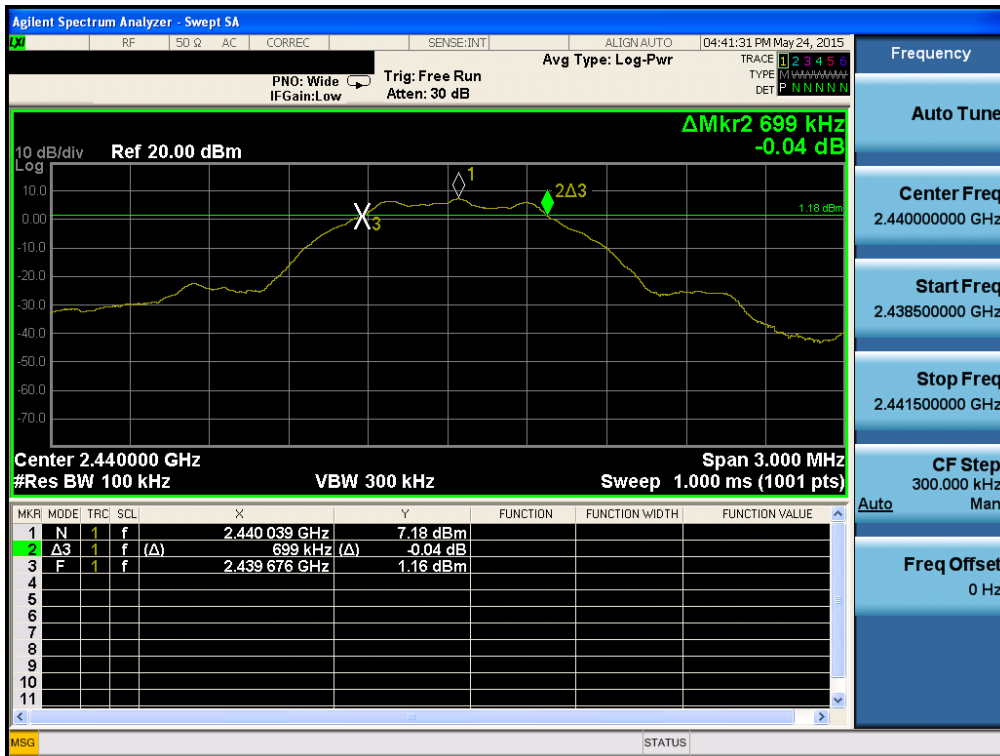 Agilent Spectrum Analyzer - Swept SA
LXI RF 50 Ω AC CORREC SENSE:INT ALIGN AUTO 04:41:31 PM May 24, 2015
Avg Type: Log-Pwr
TRACE 1 2 3 4 5 6
TYPE M
DET P N N N N N
PNO: Wide
IFGain:Low
Trig: Free Run
Atten: 30 dB
ΔMkr2 699 kHz
-0.04 dB
10 dB/div Ref 20.00 dBm
Log
10.0
0.00
-10.0
-20.0
-30.0
-40.0
-50.0
-60.0
-70.0
1
2Δ3
1.18 dBm
3
Center 2.440000 GHz Span 3.000 MHz
#Res BW 100 kHz VBW 300 kHz Sweep 1.000 ms (1001 pts)
MKR MODE TRC SCL X Y FUNCTION FUNCTION WIDTH FUNCTION VALUE
1 N 1 f 2.440 039 GHz 7.18 dBm
2 Δ3 1 f (Δ) 699 kHz (Δ) -0.04 dB
3 F 1 f 2.439 676 GHz 1.16 dBm
4
5
6
7
8
9
10
11
MSG STATUS
Frequency
Auto Tune
Center Freq
2.440000000 GHz
Start Freq
2.438500000 GHz
Stop Freq
2.441500000 GHz
CF Step
300.000 kHz
Auto Man
Freq Offset
0 Hz